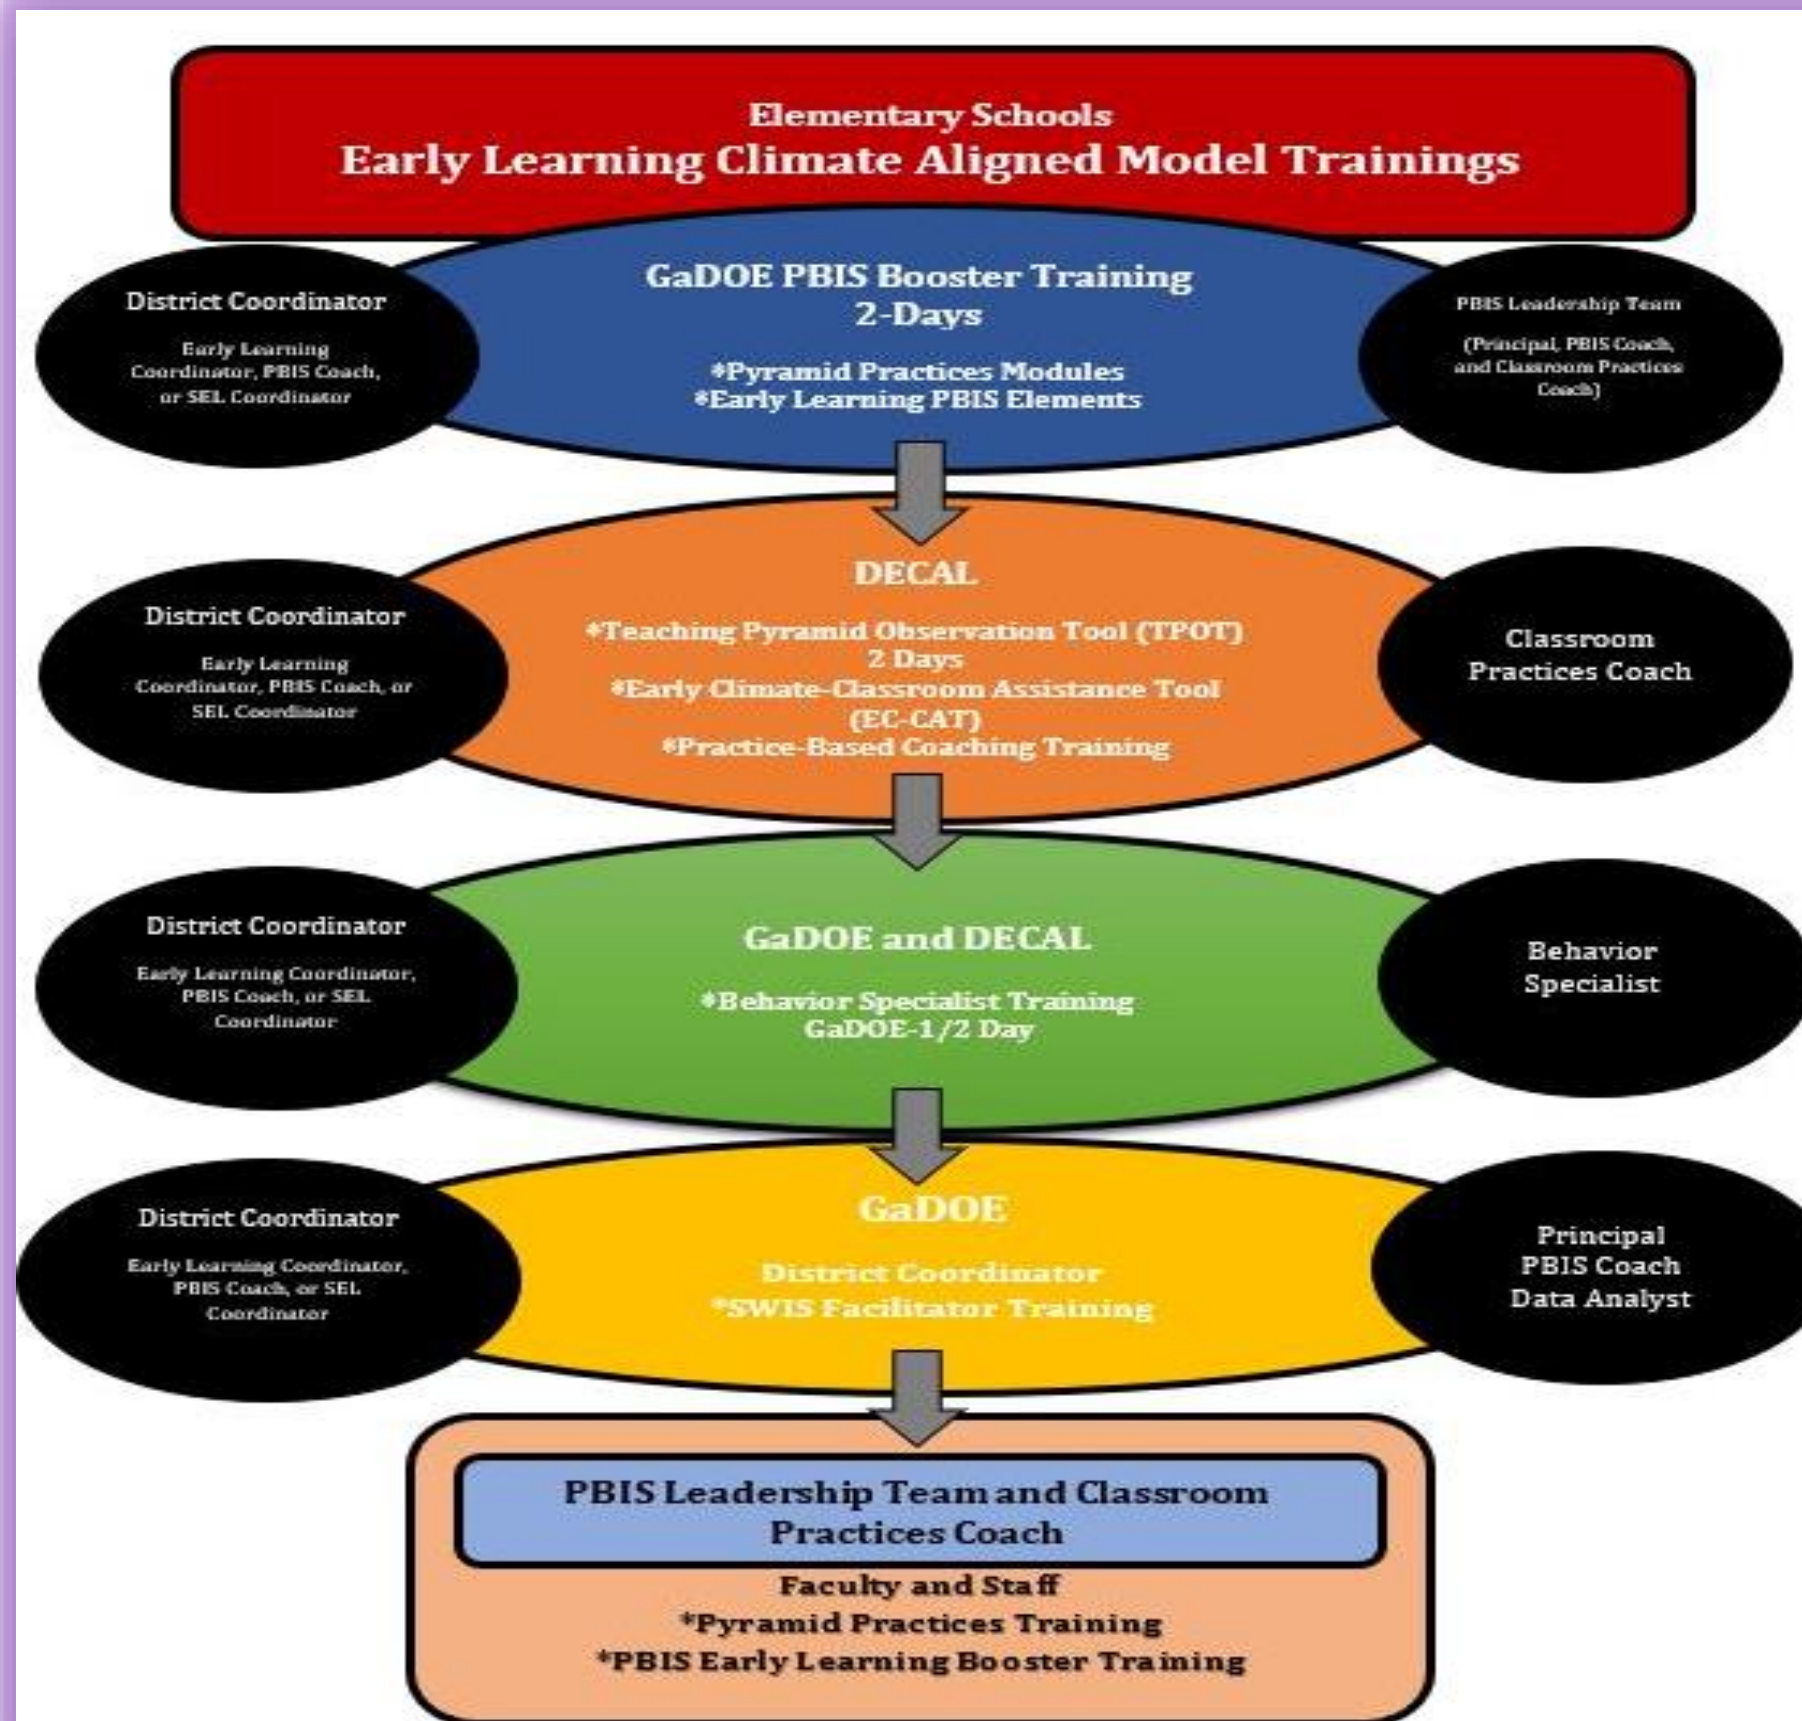 Elementary Schools
Early Learning Climate Aligned Model Trainings
GaDOE PBIS Booster Training
2-Days
*Pyramid Practices Modules
*Early Learning PBIS Elements
District Coordinator
Early Learning
Coordinator, PBIS Coach,
or SEL Coordinator
PBIS Leadership Team
(Principal, PBIS Coach,
and Classroom Practices
Coach)
DECAL
*Teaching Pyramid Observation Tool (TPOT)
2 Days
*Early Climate-Classroom Assistance Tool
(EC-CAT)
*Practice-Based Coaching Training
District Coordinator
Early Learning
Coordinator, PBIS Coach, or
SEL Coordinator
Classroom
Practices Coach
GaDOE and DECAL
*Behavior Specialist Training
GaDOE-1/2 Day
District Coordinator
Early Learning Coordinator,
PBIS Coach, or SEL
Coordinator
Behavior
Specialist
GaDOE
District Coordinator
*SWIS Facilitator Training
District Coordinator
Early Learning Coordinator,
PBIS Coach, or SEL
Coordinator
Principal
PBIS Coach
Data Analyst
PBIS Leadership Team and Classroom
Practices Coach
Faculty and Staff
*Pyramid Practices Training
*PBIS Early Learning Booster Training